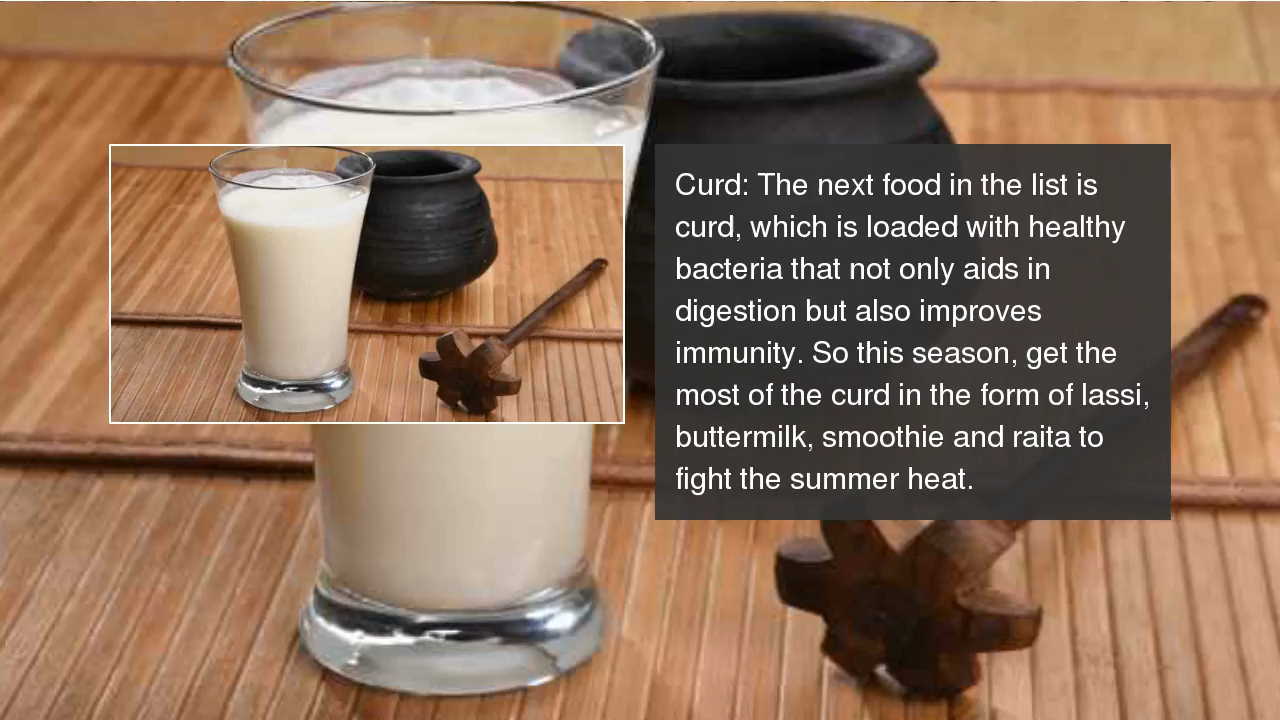 Curd: The next food in the list is
curd, which is loaded with healthy
bacteria that not only aids in
digestion but also improves
immunity. So this season, get the
most of the curd in the form of lassi,
buttermilk, smoothie and raita to
fight the summer heat.